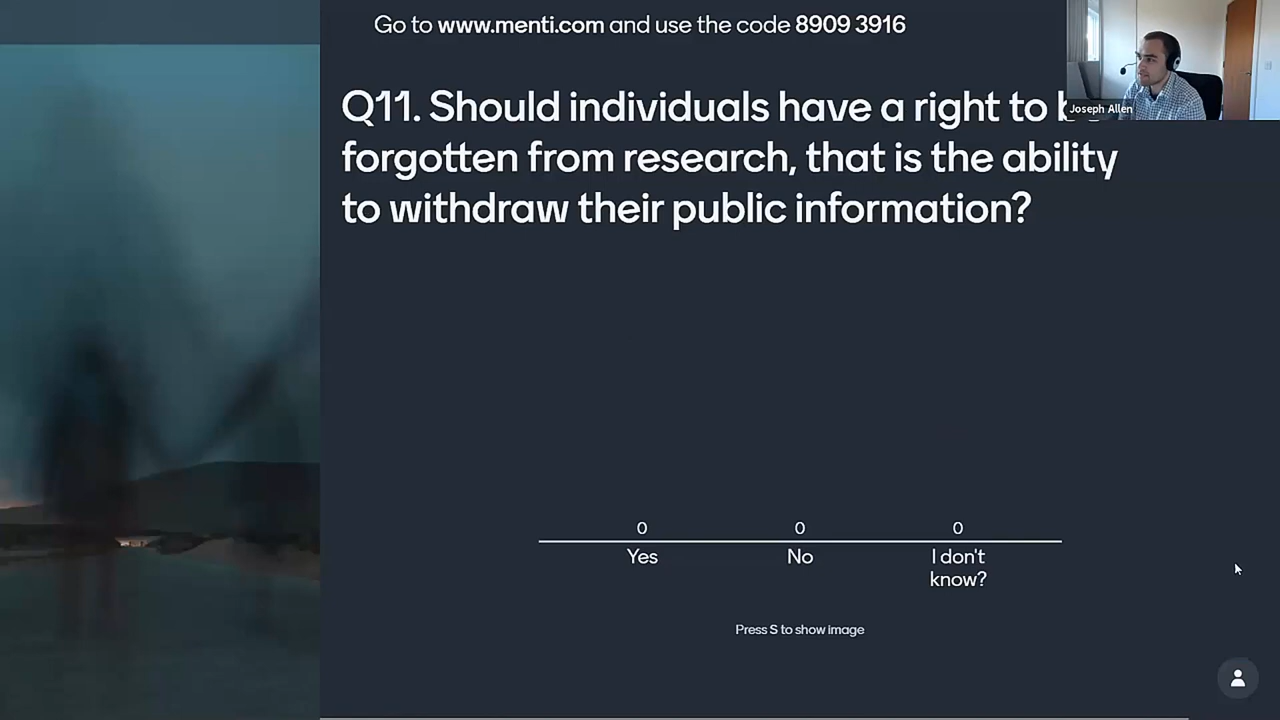 Go to www.menti.com and use the code 8909 3916
Joseph Allen
Q11. Should individuals have a right to
forgotten from research, that is the ability
to withdraw their public information?
0 0 0
Yes No I don't
know?
Press S to show image